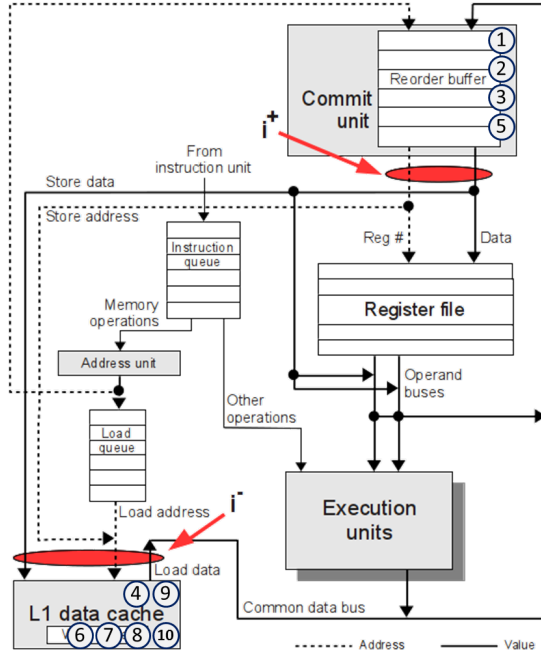 1
2
Reorder buffer
3
Commit
unit
5
i+
From
instruction unit
Store data
Store address
Instruction
queue
Reg #
Data
Memory
operations
Register file
Address unit
Operand
buses
Other
operations
Load
queue
Execution
units
Load address
i-
Load data
4 9
L1 data cache
6 7 8 10
Common data bus
Address
Value